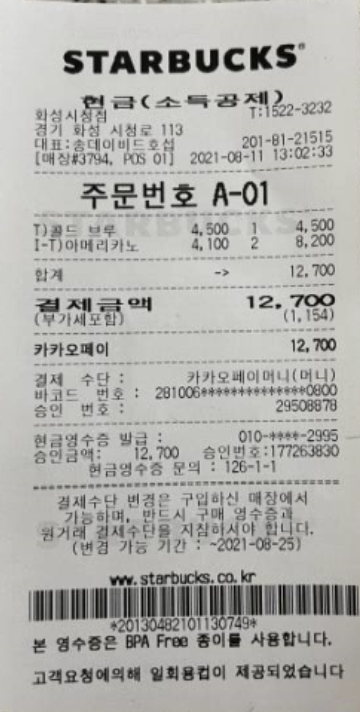 STARBUCKS®
현금(소득공제)
화성시청점 T:1522-3232
경기 화성 시청로 113
대표:송데이비드호섭 201-81-21515
[매장#3794, POS 01] 2021-08-11 13:02:33
주문번호 A-01
T)콜드 브루 4,500 1 4,500
I-T)아메리카노 4,100 2 8,200
합계 -> 12,700
결제금액 12,700
(부가세포함) (1,154)
카카오페이 12,700
결제 수단 : 카카오페이머니(머니)
바코드 번호 : 281006**************0800
승인 번호 : 29508878
현금영수증 발급 : 010-****-2995
승인금액: 12,700 승인번호:177263830
현금영수증 문의 : 126-1-1
결제수단 변경은 구입하신 매장에서
가능하며, 반드시 구매 영수증과
원거래 결제수단을 지참하셔야 합니다.
(변경 가능 기간 : ~2021-08-25)
www.starbucks.co.kr
*20130482101130749*
본 영수증은 BPA Free 종이를 사용합니다.
고객요청에의해 일회용컵이 제공되었습니다